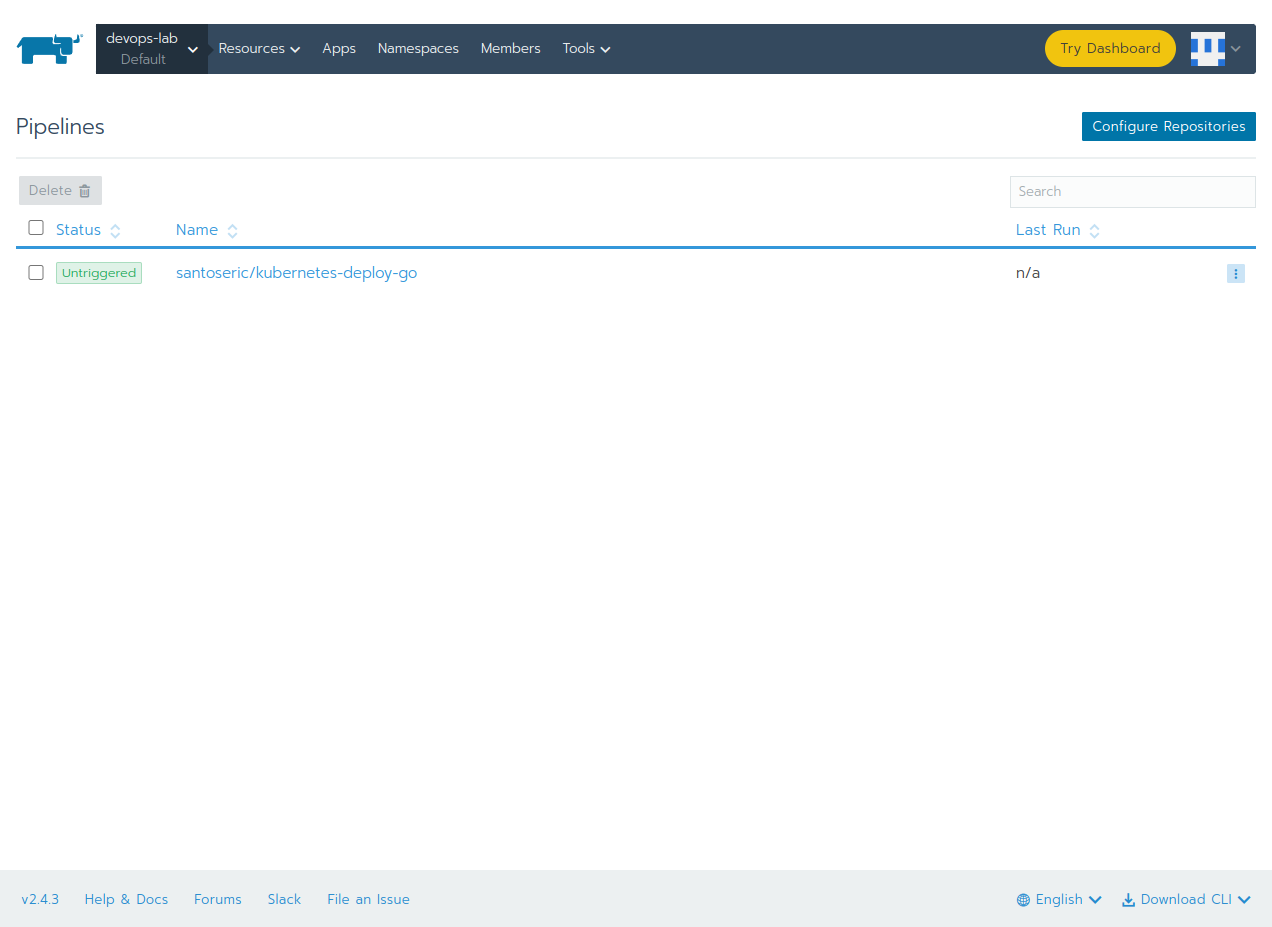 devops-lab
Default
Resources
Apps
Namespaces
Members
Tools
Try Dashboard
Pipelines
Configure Repositories
Delete
Search
Status
Name
Last Run
Untriggered
santoseric/kubernetes-deploy-go
n/a
v2.4.3
Help & Docs
Forums
Slack
File an Issue
English
Download CLI